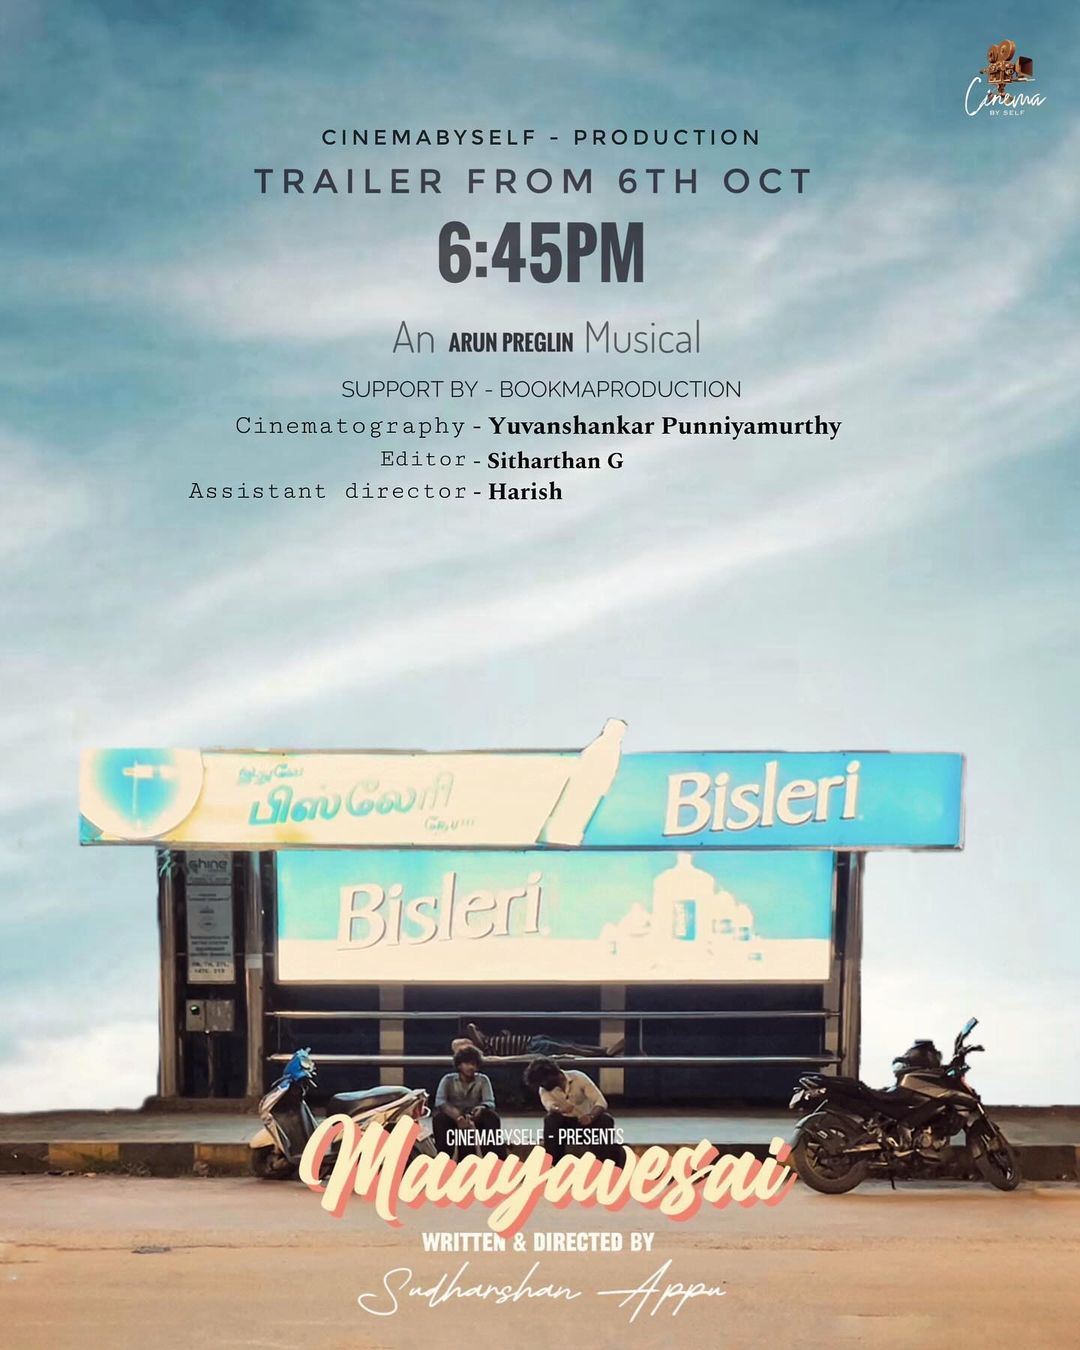 Cinema
BY SELF
CINEMABYSELF - PRODUCTION
TRAILER FROM 6TH OCT
6:45PM
An ARUN PREGLIN Musical
SUPPORT BY - BOOKMAPRODUCTION
Cinematography - Yuvanshankar Punniyamurthy
Editor - Sitharthan G
Assistant director - Harish
பிஸ்லேரி
Bisleri
Bisleri
shine
CINEMABYSELF - PRESENTS
Maayavesai
WRITTEN & DIRECTED BY
Sudharshan Appu